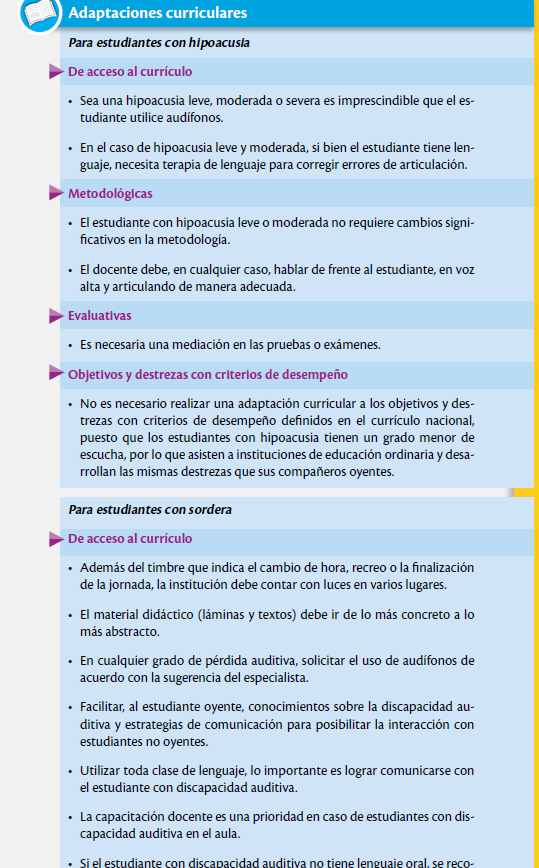 Adaptaciones curriculares
Para estudiantes con hipoacusia
De acceso al currículo
• Sea una hipoacusia leve, moderada o severa es imprescindible que el es-
tudiante utilice audífonos.
• En el caso de hipoacusia leve y moderada, si bien el estudiante tiene len-
guaje, necesita terapia de lenguaje para corregir errores de articulación.
Metodológicas
• El estudiante con hipoacusia leve o moderada no requiere cambios signi-
ficativos en la metodología.
• El docente debe, en cualquier caso, hablar de frente al estudiante, en voz
alta y articulando de manera adecuada.
Evaluativas
• Es necesaria una mediación en las pruebas o exámenes.
Objetivos y destrezas con criterios de desempeño
• No es necesario realizar una adaptación curricular a los objetivos y des-
trezas con criterios de desempeño definidos en el currículo nacional,
puesto que los estudiantes con hipoacusia tienen un grado menor de
escucha, por lo que asisten a instituciones de educación ordinaria y desa-
rrollan las mismas destrezas que sus compañeros oyentes.
Para estudiantes con sordera
De acceso al currículo
• Además del timbre que indica el cambio de hora, recreo o la finalización
de la jornada, la institución debe contar con luces en varios lugares.
• El material didáctico (láminas y textos) debe ir de lo más concreto a lo
más abstracto.
• En cualquier grado de pérdida auditiva, solicitar el uso de audífonos de
acuerdo con la sugerencia del especialista.
• Facilitar, al estudiante oyente, conocimientos sobre la discapacidad au-
ditiva y estrategias de comunicación para posibilitar la interacción con
estudiantes no oyentes.
• Utilizar toda clase de lenguaje, lo importante es lograr comunicarse con
el estudiante con discapacidad auditiva.
• La capacitación docente es una prioridad en caso de estudiantes con dis-
capacidad auditiva en el aula.
• Si el estudiante con discapacidad auditiva no tiene lenguaje oral, se reco-